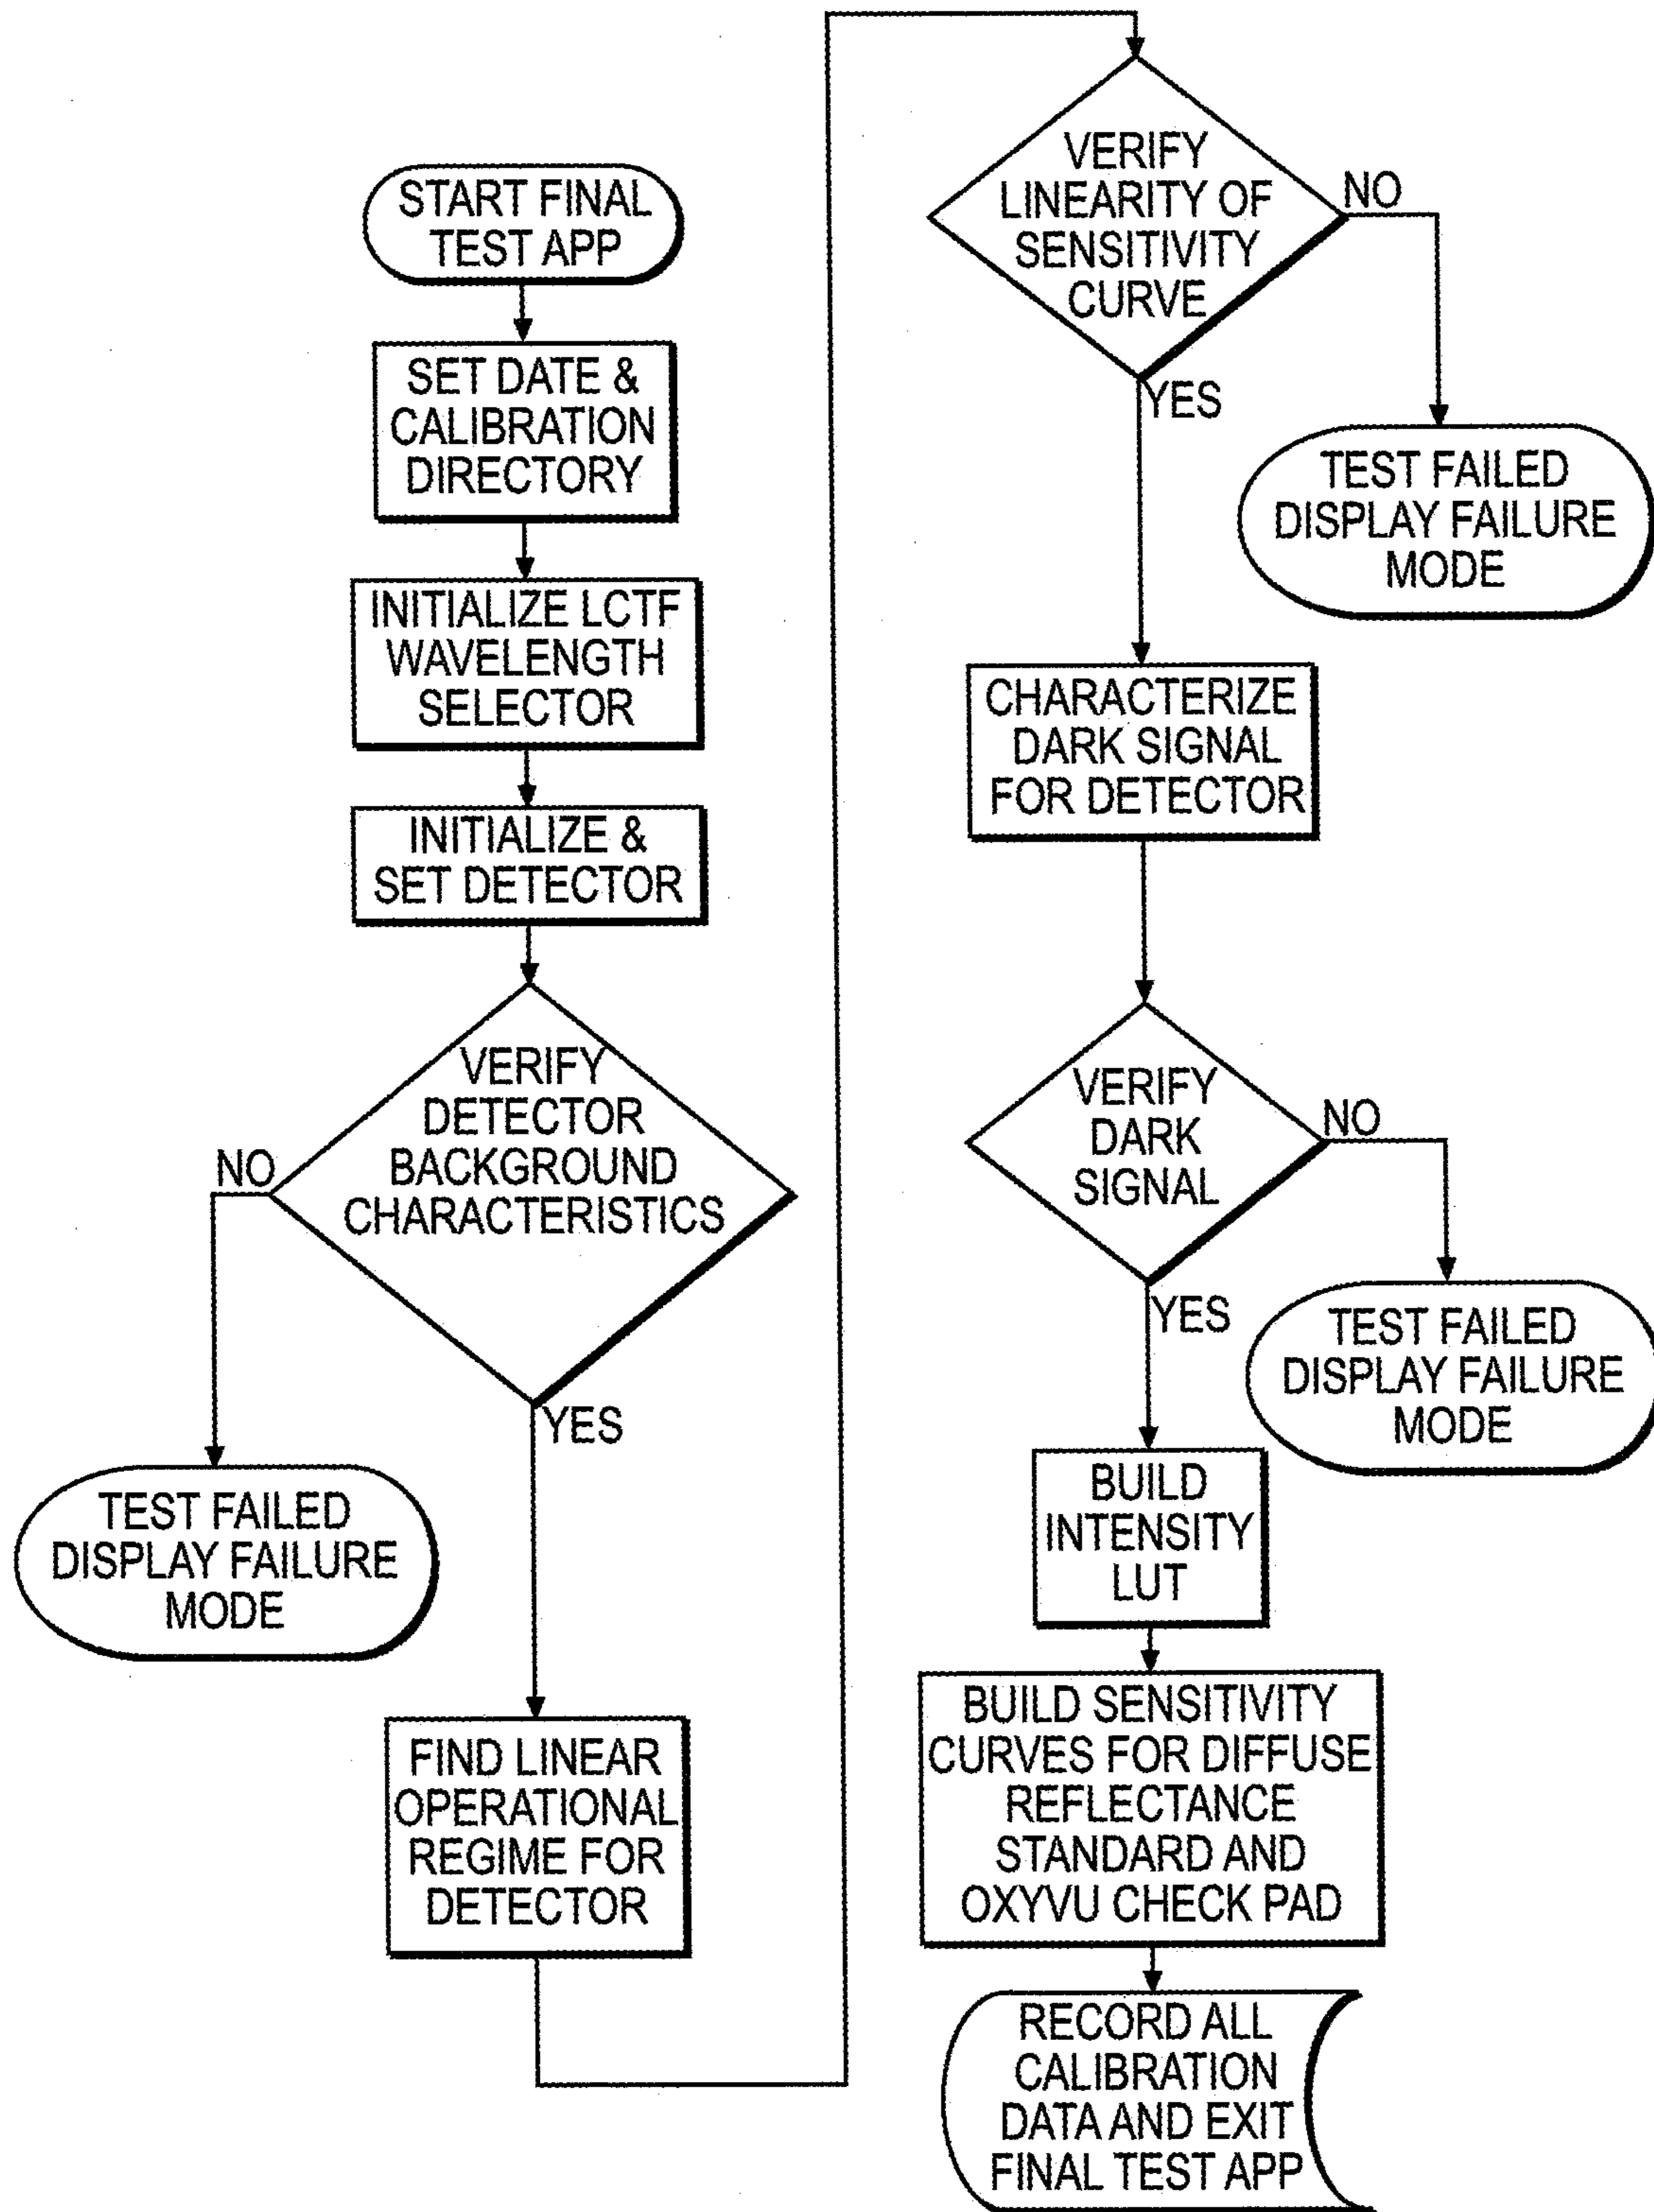 START FINAL
TEST APP
SET DATE &
CALIBRATION
DIRECTORY
INITIALIZE LCTF
WAVELENGTH
SELECTOR
INITIALIZE &
SET DETECTOR
VERIFY
DETECTOR
BACKGROUND
CHARACTERISTICS
NO
YES
TEST FAILED
DISPLAY FAILURE
MODE
FIND LINEAR
OPERATIONAL
REGIME FOR
DETECTOR
VERIFY
LINEARITY OF
SENSITIVITY
CURVE
NO
YES
TEST FAILED
DISPLAY FAILURE
MODE
CHARACTERIZE
DARK SIGNAL
FOR DETECTOR
VERIFY
DARK
SIGNAL
NO
YES
TEST FAILED
DISPLAY FAILURE
MODE
BUILD
INTENSITY
LUT
BUILD SENSITIVITY
CURVES FOR DIFFUSE
REFLECTANCE
STANDARD AND
OXYVU CHECK PAD
RECORD ALL
CALIBRATION
DATA AND EXIT
FINAL TEST APP